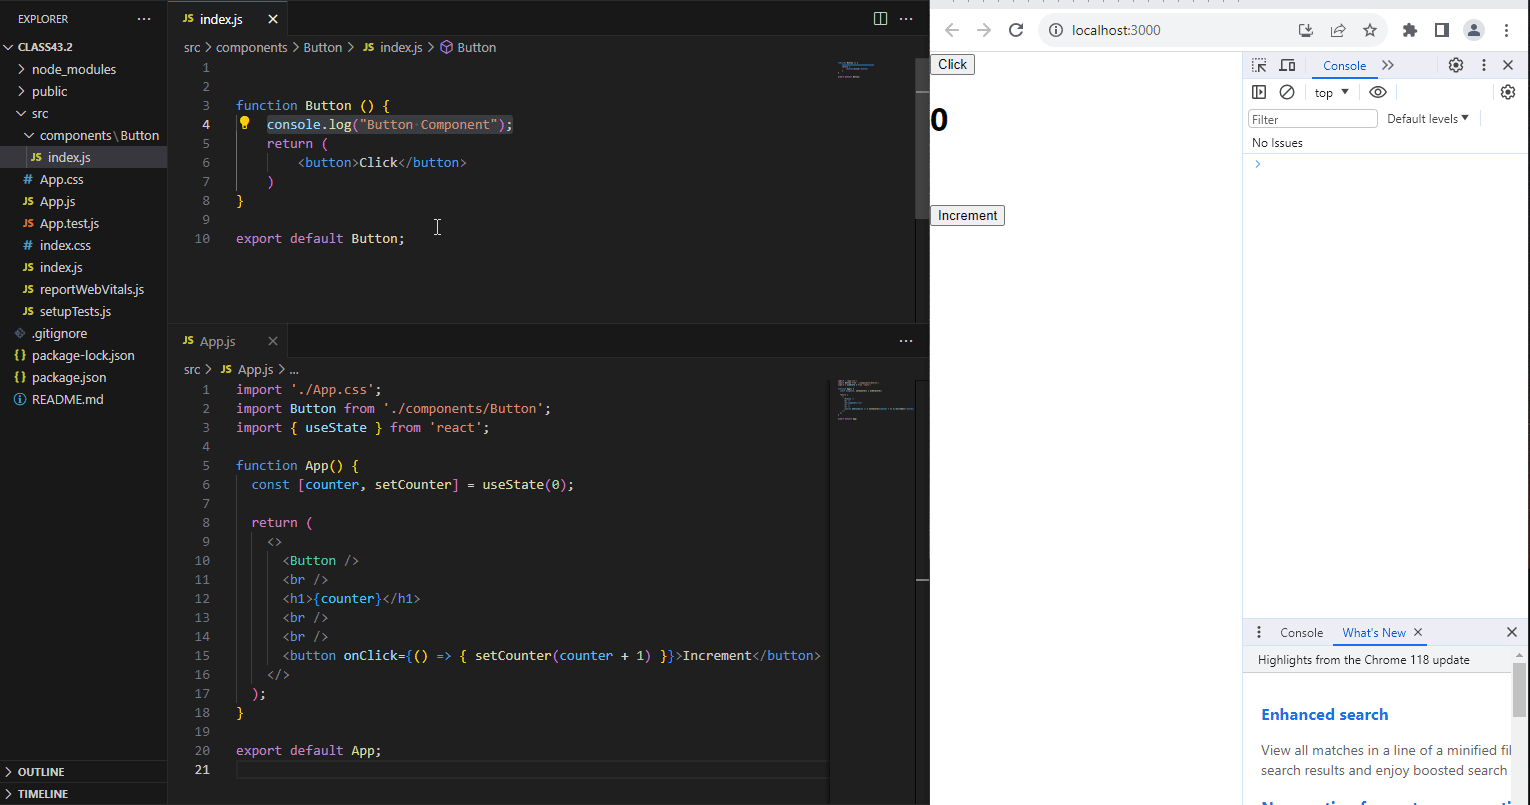 EXPLORER
CLASS43.2
node_modules
public
src
components\Button
JS index.js
# App.css
JS App.js
JS App.test.js
# index.css
JS index.js
JS reportWebVitals.js
JS setupTests.js
.gitignore
{} package-lock.json
{} package.json
README.md
OUTLINE
TIMELINE
JS index.js
src > components > Button > JS index.js > Button
1
2
3 function Button () {
4 console.log("Button Component");
5 return (
6 <button>Click</button>
7 )
8 }
9
10 export default Button;
JS App.js
src > JS App.js > ...
1 import './App.css';
2 import Button from './components/Button';
3 import { useState } from 'react';
4
5 function App() {
6 const [counter, setCounter] = useState(0);
7
8 return (
9 <>
10 <Button />
11 <br />
12 <h1>{counter}</h1>
13 <br />
14 <br />
15 <button onClick={() => { setCounter(counter + 1) }}>Increment</button>
16 </>
17 );
18 }
19
20 export default App;
21
localhost:3000
Click
0
Increment
Console
top
Filter
Default levels
No Issues
Console
What's New
Highlights from the Chrome 118 update
Enhanced search
View all matches in a line of a minified
search results and enjoy boosted search